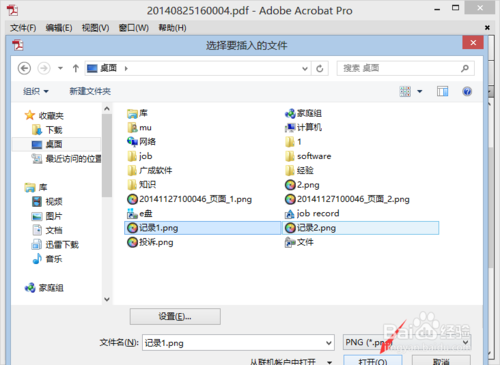 20140825160004.pdf - Adobe Acrobat Pro
文件(F) 编辑(E) 视图(V) 窗口(W) 帮助(H)
选择要插入的文件
桌面
搜索 桌面
组织 新建文件夹
收藏夹
下载
桌面
最近访问的位置
库
视频
图片
文档
迅雷下载
音乐
家庭组
库 家庭组
mu 计算机
网络 1
job software
广成软件 经验
知识 2.png
20141127100046_页面_1.png 20141127100046_页面_2.png
e盘 job record
记录1.png 记录2.png
投诉.png 文件
设置(E)...
文件名(N): 记录1.png PNG (*.png
从联机帐户中打开 打开(O) 取消
Baidu 经验